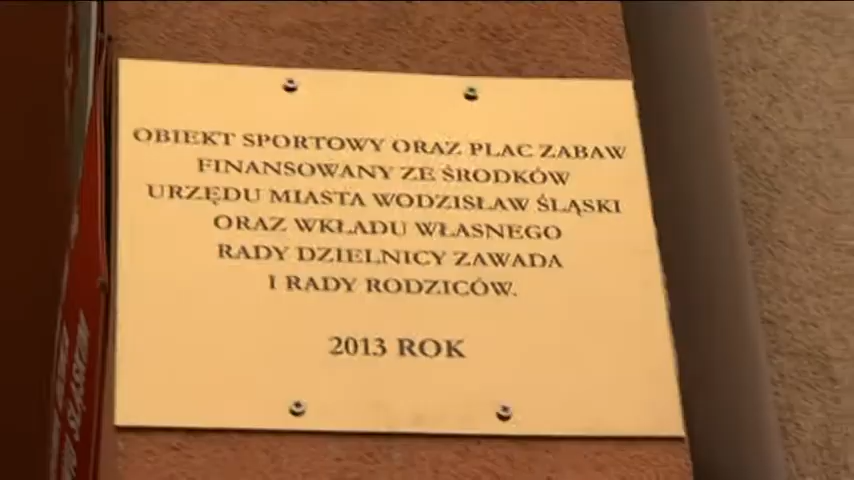 OBIEKT SPORTOWY ORAZ PLAC ZABAW
FINANSOWANY ZE ŚRODKÓW
URZĘDU MIASTA WODZISŁAW ŚLĄSKI
ORAZ WKŁADU WŁASNEGO
RADY DZIELNICY ZAWADA
I RADY RODZICÓW.
2013 ROK